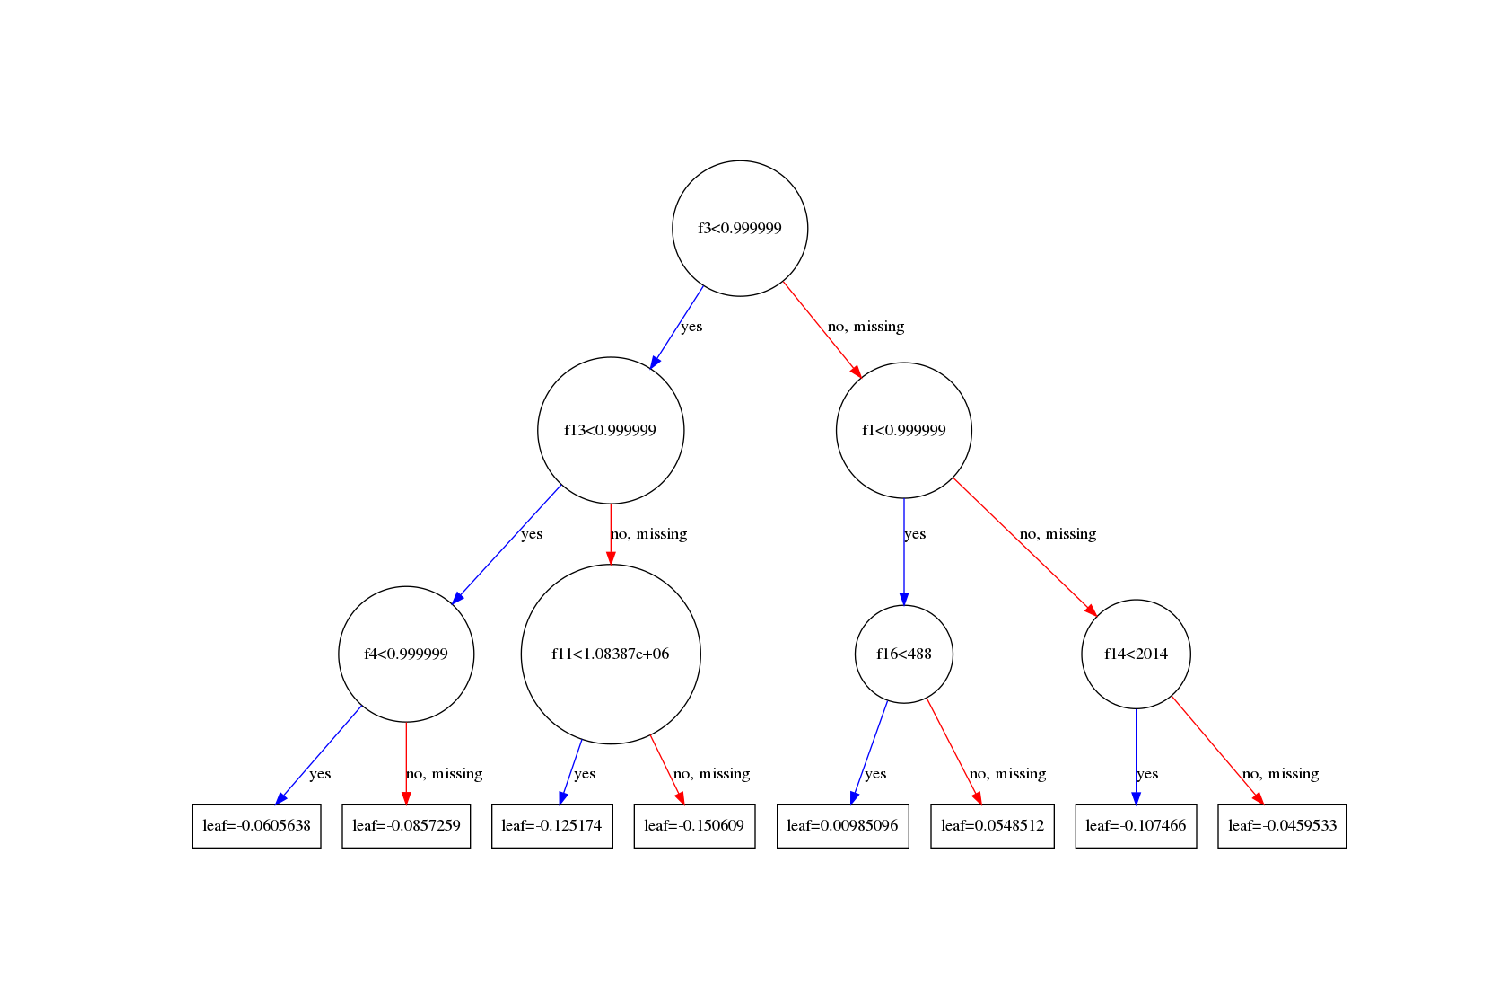 f3<0.999999
yes
no, missing
f13<0.999999
f1<0.999999
yes
no, missing
yes
no, missing
f4<0.999999
f11<1.08387e+06
f16<488
f14<2014
yes
no, missing
yes
no, missing
yes
no, missing
yes
no, missing
leaf=-0.0605638
leaf=-0.0857259
leaf=-0.125174
leaf=-0.150609
leaf=0.00985096
leaf=0.0548512
leaf=-0.107466
leaf=-0.0459533